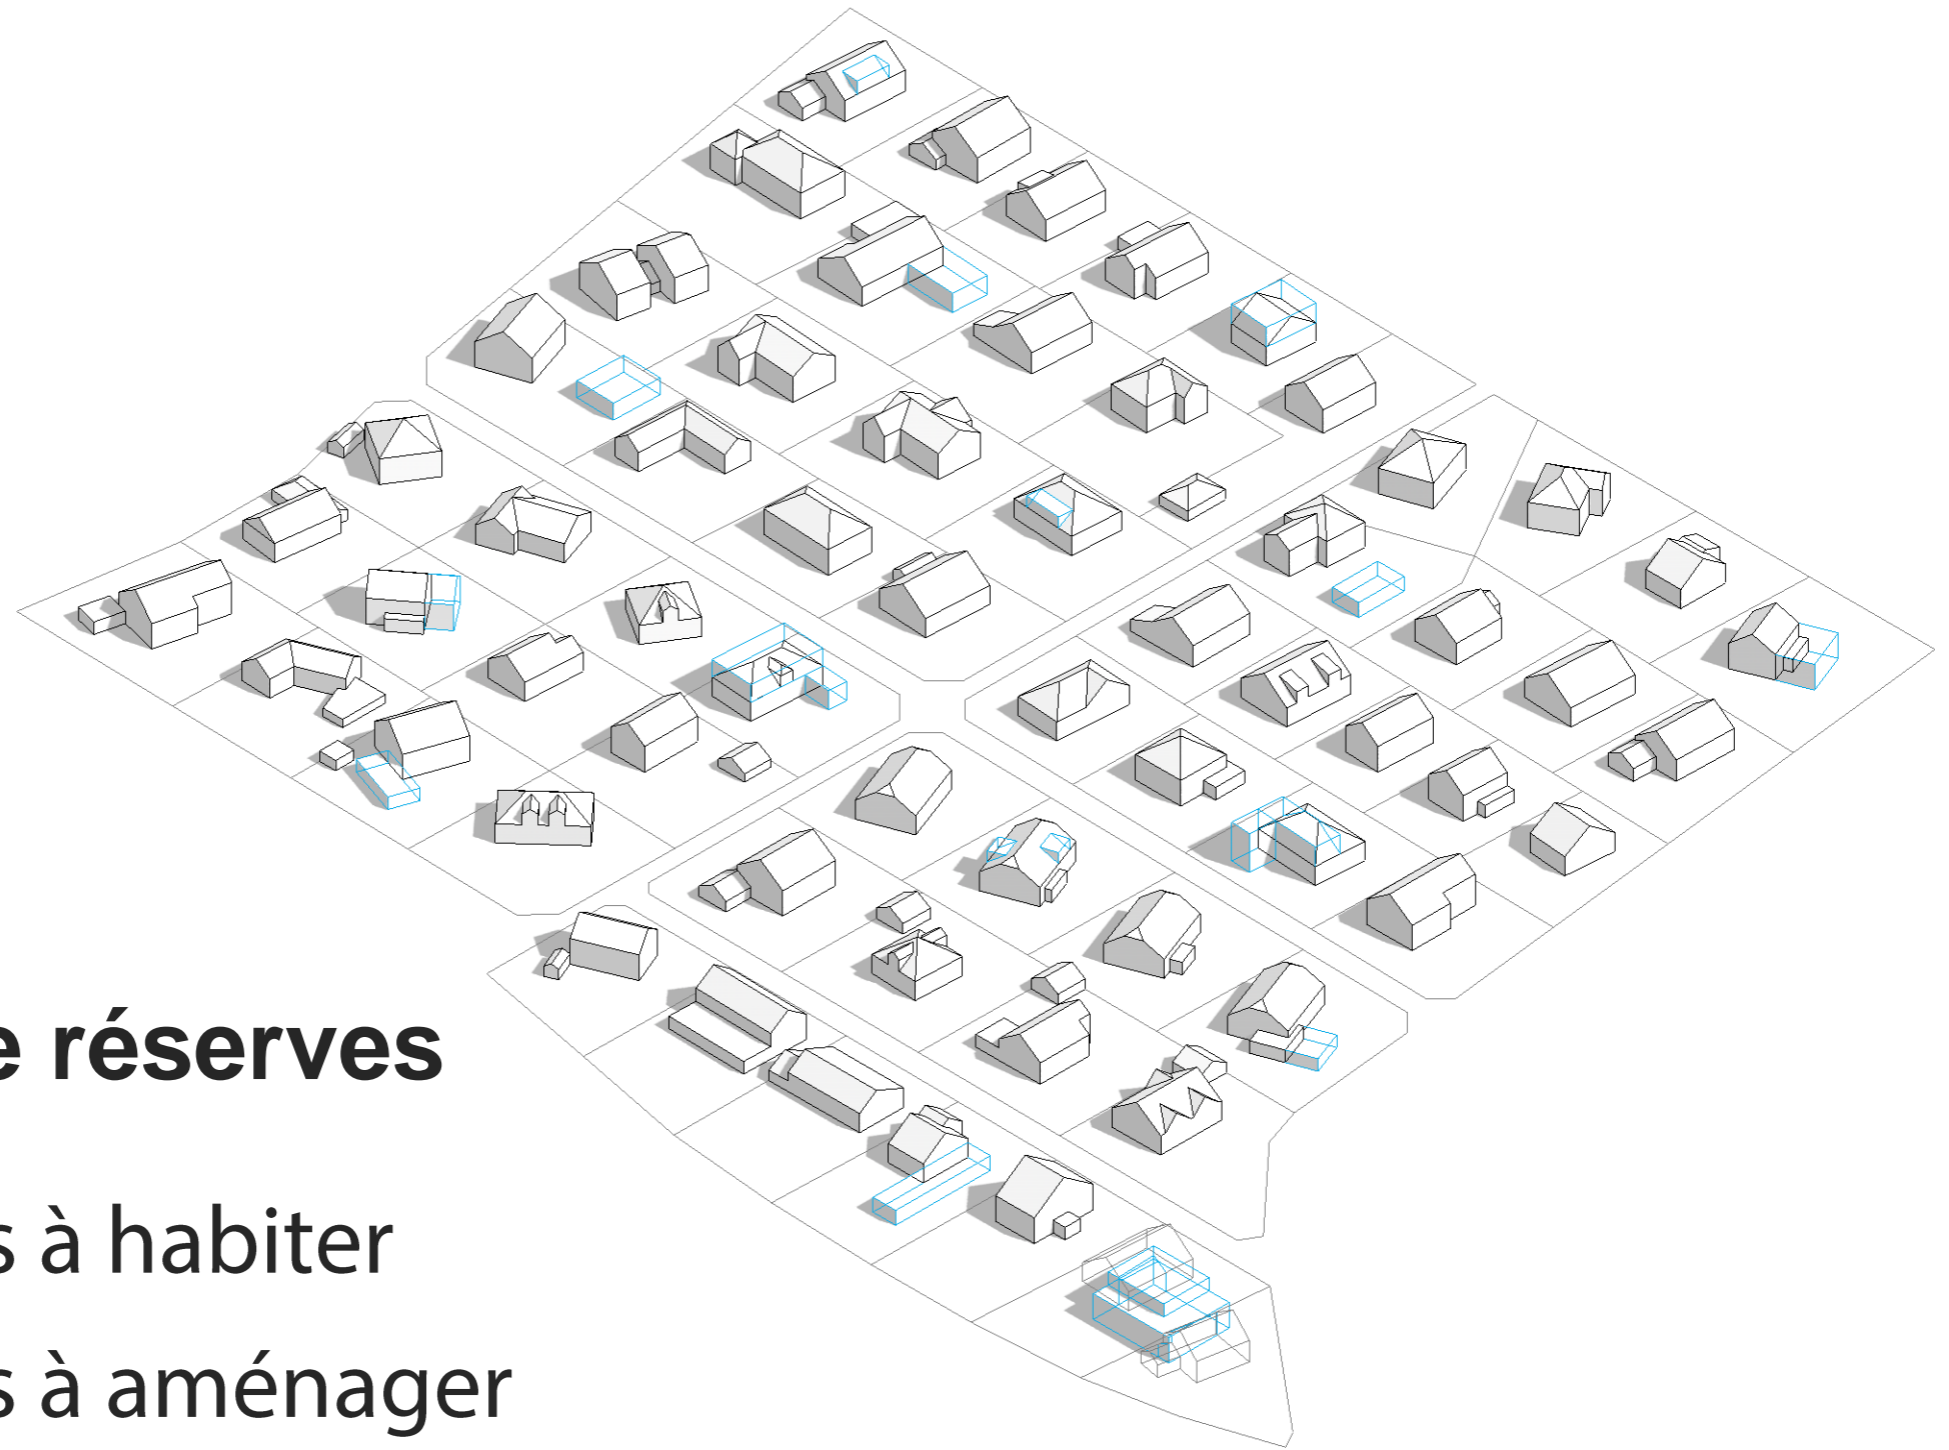 e réserves
s à habiter
s à aménager